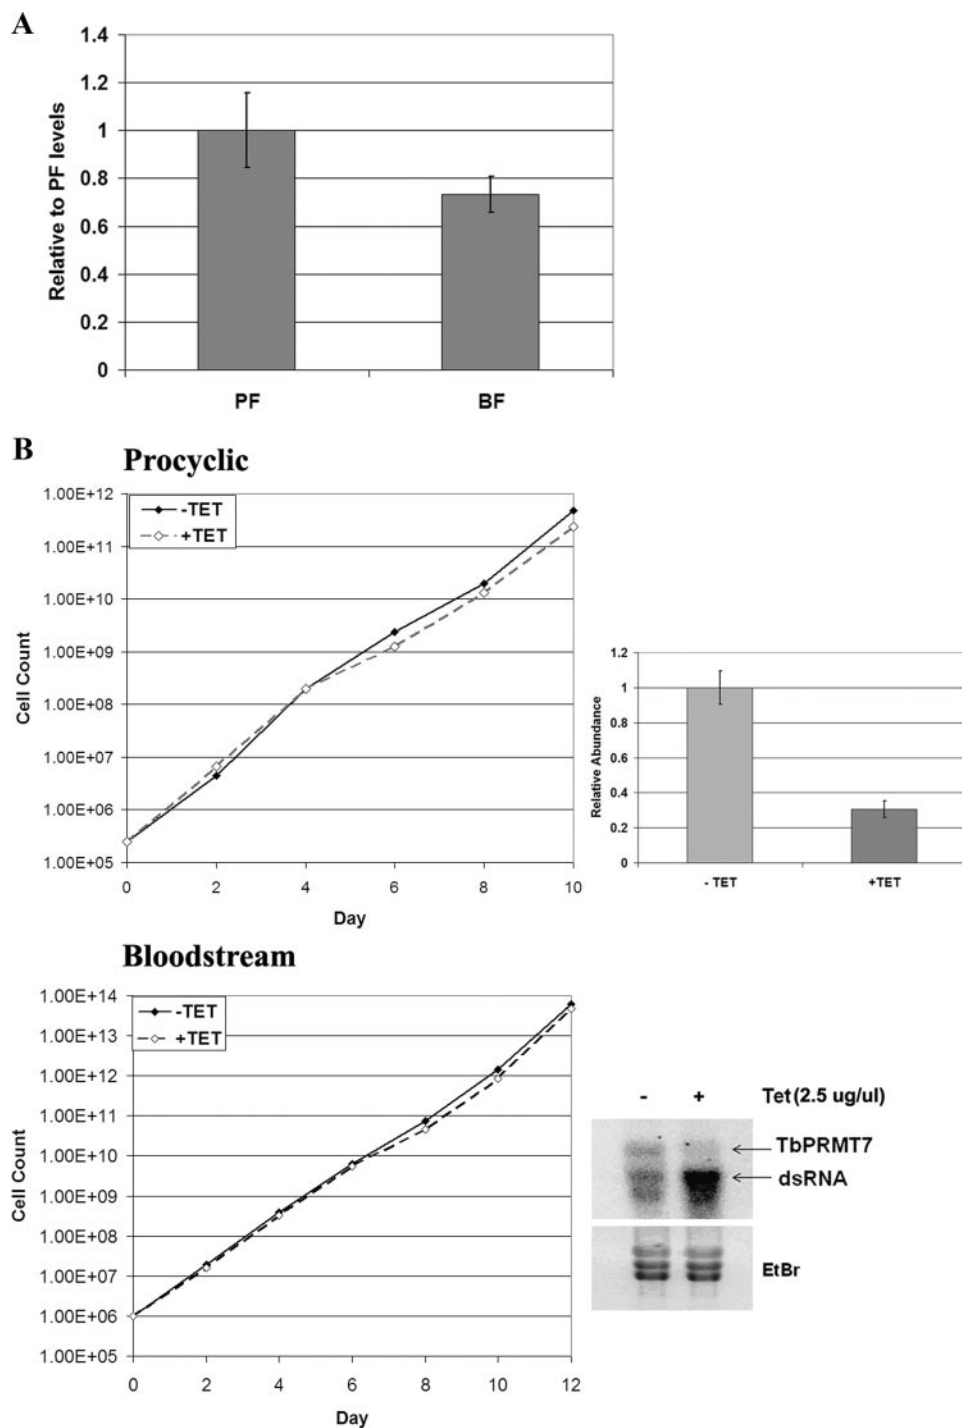 A
1.4
1.2
1
0.8
0.6
0.4
0.2
0
Relative to PF levels
PF BF
B
Procyclic
-TET
+TET
1.00E+12
1.00E+11
1.00E+10
1.00E+09
1.00E+08
1.00E+07
1.00E+06
1.00E+05
Cell Count
0 2 4 6 8 10
Day
1.2
1
0.8
0.6
0.4
0.2
0
Relative Abundance
- TET +TET
Bloodstream
-TET
+TET
1.00E+14
1.00E+13
1.00E+12
1.00E+11
1.00E+10
1.00E+09
1.00E+08
1.00E+07
1.00E+06
1.00E+05
Cell Count
0 2 4 6 8 10 12
Day
- + Tet (2.5 ug/ul)
TbPRMT7
dsRNA
EtBr